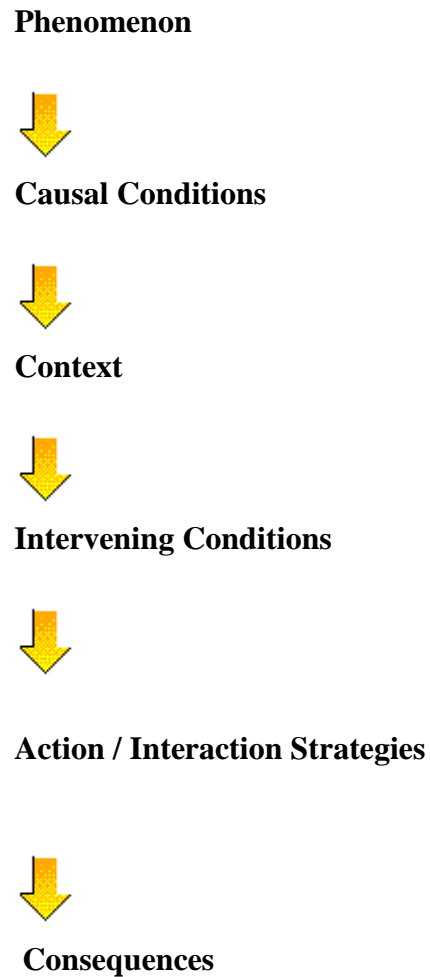 Phenomenon
Causal Conditions
Context
Intervening Conditions
Action / Interaction Strategies
Consequences